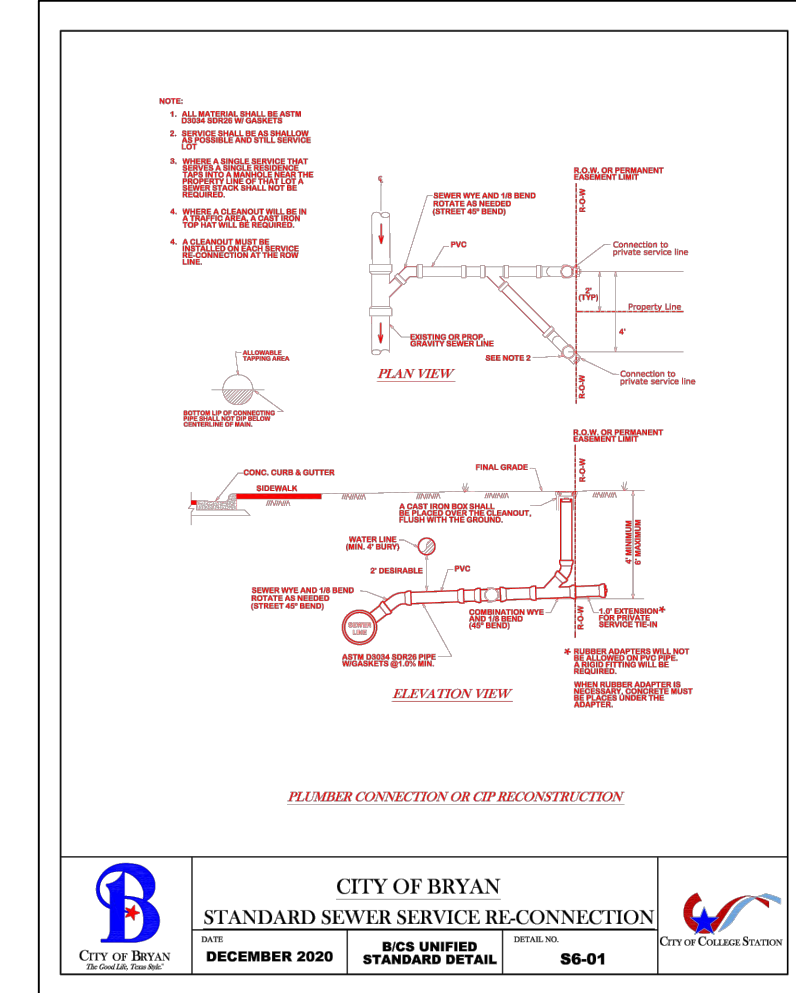 NOTE:
1. ALL MATERIAL SHALL BE ASTM
D3034 SDR26 W/ GASKETS
2. SERVICE SHALL BE AS SHALLOW
AS POSSIBLE AND STILL SERVICE
LOT
3. WHERE A SINGLE SERVICE THAT
SERVES A SINGLE RESIDENCE
TAPS INTO A MANHOLE NEAR THE
PROPERTY LINE OF THAT LOT A
SEWER STACK SHALL NOT BE
REQUIRED.
4. WHERE A CLEANOUT WILL BE IN
A TRAFFIC AREA, A CAST IRON
TOP HAT WILL BE REQUIRED.
4. A CLEANOUT MUST BE
INSTALLED ON EACH SERVICE
RE-CONNECTION AT THE ROW
LINE.
R.O.W. OR PERMANENT
EASEMENT LIMIT
R-O-W
SEWER WYE AND 1/8 BEND
ROTATE AS NEEDED
(STREET 45° BEND)
PVC
Connection to
private service line
2'
(TYP)
Property Line
4'
EXISTING OR PROP.
GRAVITY SEWER LINE
SEE NOTE 2
PLAN VIEW
Connection to
private service line
R-O-W
ALLOWABLE
TAPPING AREA
BOTTOM LIP OF CONNECTING
PIPE SHALL NOT DIP BELOW
CENTERLINE OF MAIN.
R.O.W. OR PERMANENT
EASEMENT LIMIT
R-O-W
CONC. CURB & GUTTER
FINAL GRADE
SIDEWALK
A CAST IRON BOX SHALL
BE PLACED OVER THE CLEANOUT,
FLUSH WITH THE GROUND.
4' MINIMUM
6' MAXIMUM
WATER LINE
(MIN. 4' BURY)
2' DESIRABLE
PVC
SEWER WYE AND 1/8 BEND
ROTATE AS NEEDED
(STREET 45° BEND)
SEWER
LINE
COMBINATION WYE
AND 1/8 BEND
(45° BEND)
R-O-W
1.0' EXTENSION*
FOR PRIVATE
SERVICE TIE-IN
ASTM D3034 SDR26 PIPE
W/GASKETS @1.0% MIN.
* RUBBER ADAPTERS WILL NOT
BE ALLOWED ON PVC PIPE.
A RIGID FITTING WILL BE
REQUIRED.
WHEN RUBBER ADAPTER IS
NECESSARY, CONCRETE MUST
BE PLACES UNDER THE
ADAPTER.
ELEVATION VIEW
PLUMBER CONNECTION OR CIP RECONSTRUCTION
B
CITY OF BRYAN
The Good Life, Texas Style.™
CITY OF BRYAN
STANDARD SEWER SERVICE RE-CONNECTION
DATE
DECEMBER 2020
B/CS UNIFIED
STANDARD DETAIL
DETAIL NO.
S6-01
CITY OF COLLEGE STATION